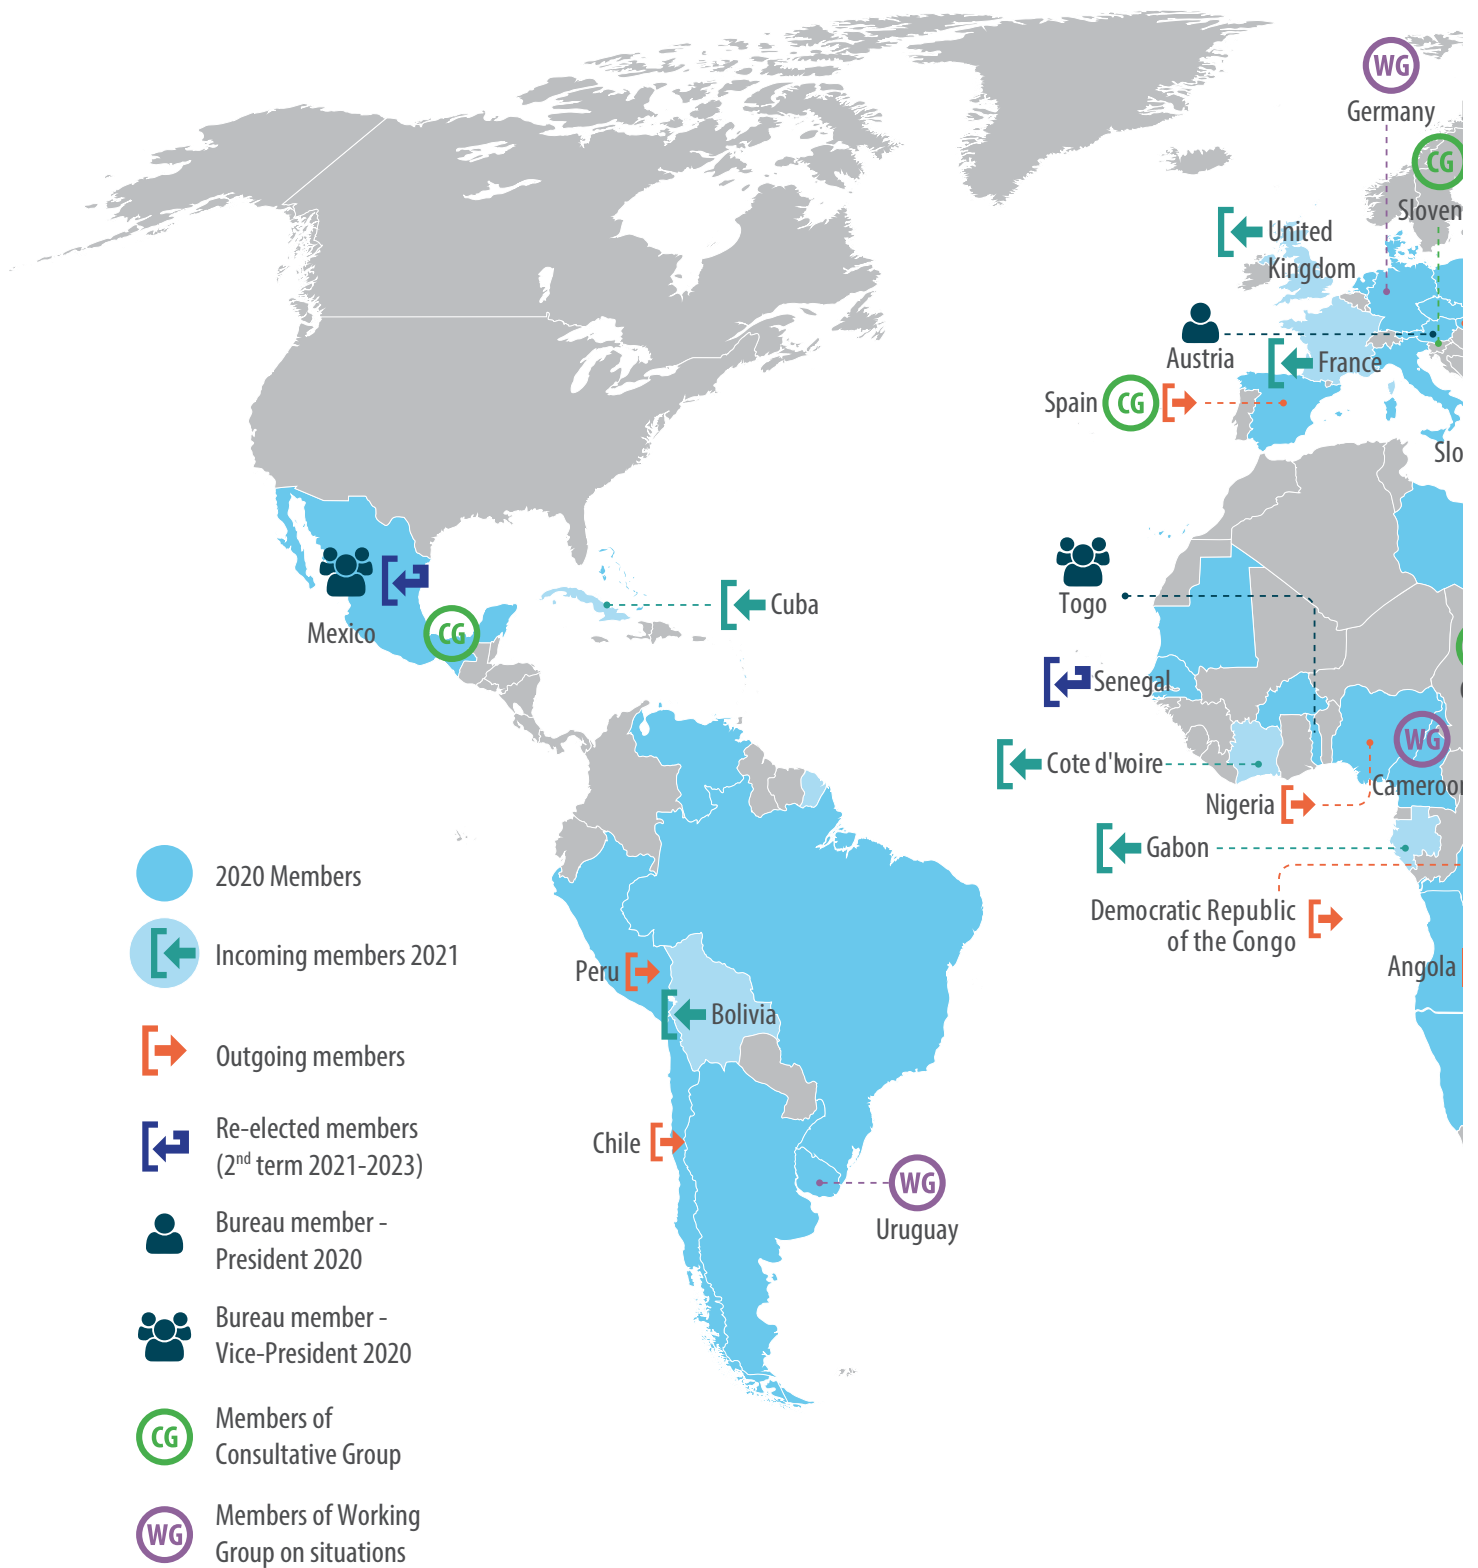 WG
Germany
CG
Sloven
United
Kingdom
Austria
France
Spain CG
Slo
Togo
Cuba
Mexico
CG
Senegal
Cote d'Ivoire
WG
Cameroon
Nigeria
Gabon
Democratic Republic
of the Congo
Angola
Peru
Bolivia
Chile
WG
Uruguay
2020 Members
Incoming members 2021
Outgoing members
Re-elected members
(2nd term 2021-2023)
Bureau member -
President 2020
Bureau member -
Vice-President 2020
CG
Members of
Consultative Group
WG
Members of Working
Group on situations